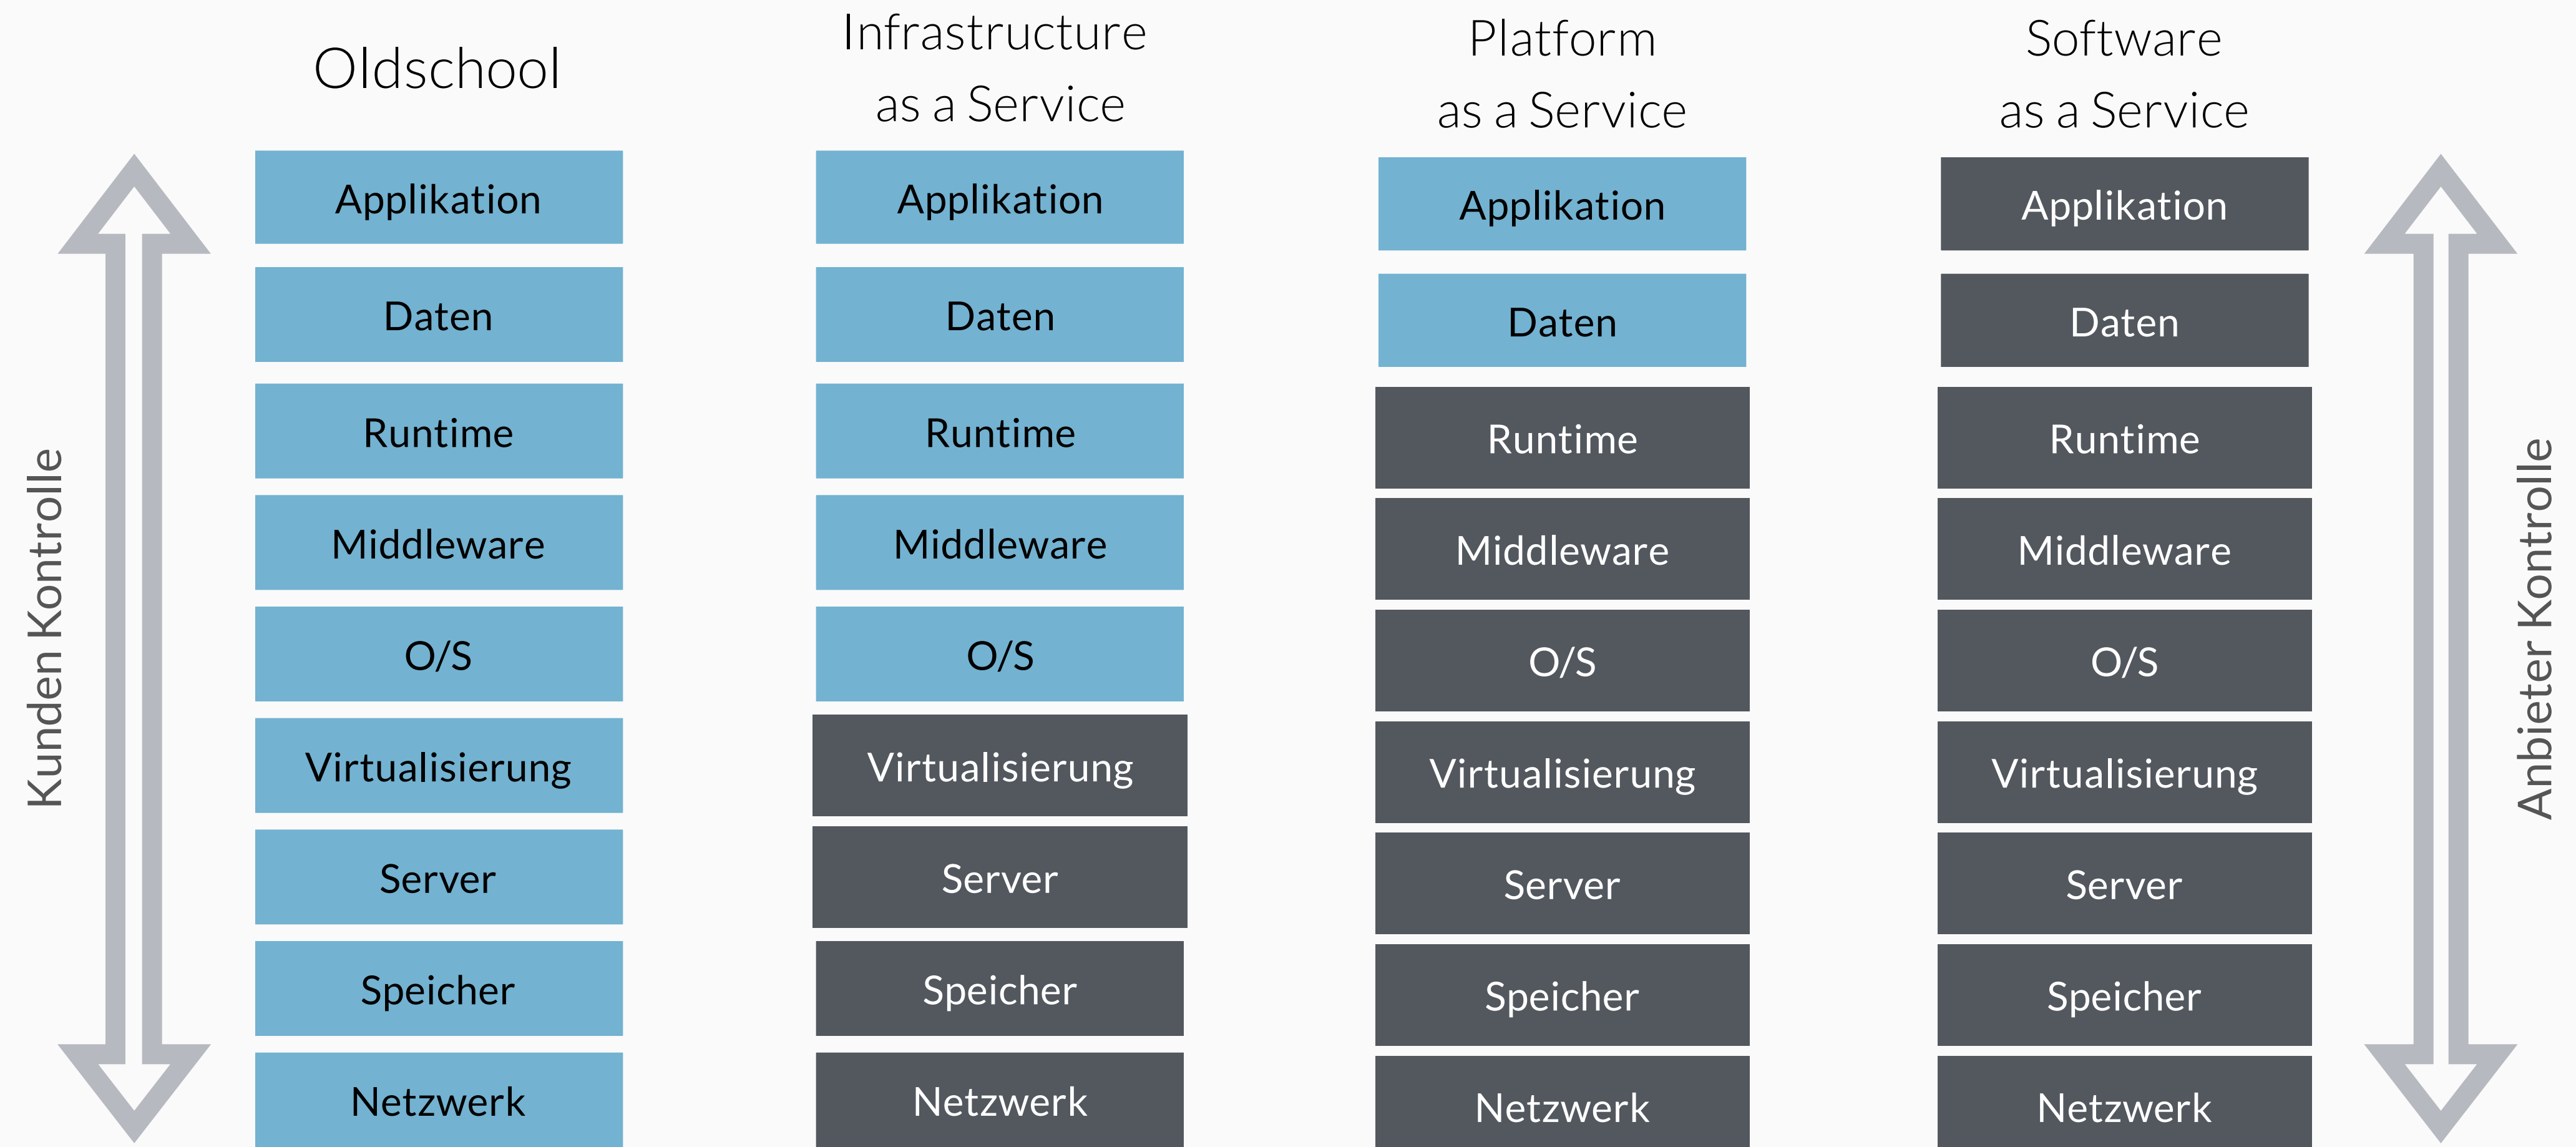 Oldschool
Infrastructure
as a Service
Platform
as a Service
Software
as a Service
Kunden Kontrolle
Applikation
Daten
Runtime
Middleware
O/S
Virtualisierung
Server
Speicher
Netzwerk
Applikation
Daten
Runtime
Middleware
O/S
Virtualisierung
Server
Speicher
Netzwerk
Applikation
Daten
Runtime
Middleware
O/S
Virtualisierung
Server
Speicher
Netzwerk
Applikation
Daten
Runtime
Middleware
O/S
Virtualisierung
Server
Speicher
Netzwerk
Anbieter Kontrolle